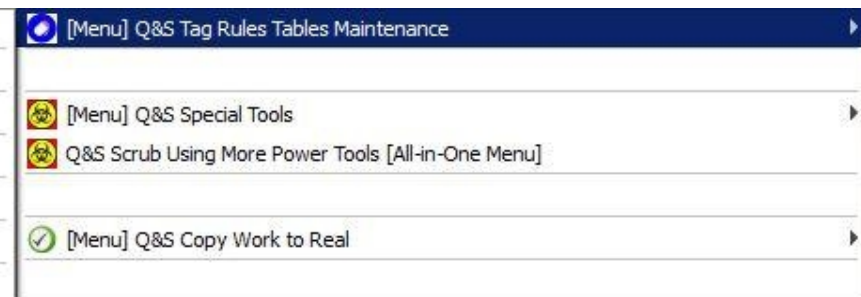 [Menu] Q&S Tag Rules Tables Maintenance
[Menu] Q&S Special Tools
Q&S Scrub Using More Power Tools [All-in-One Menu]
[Menu] Q&S Copy Work to Real